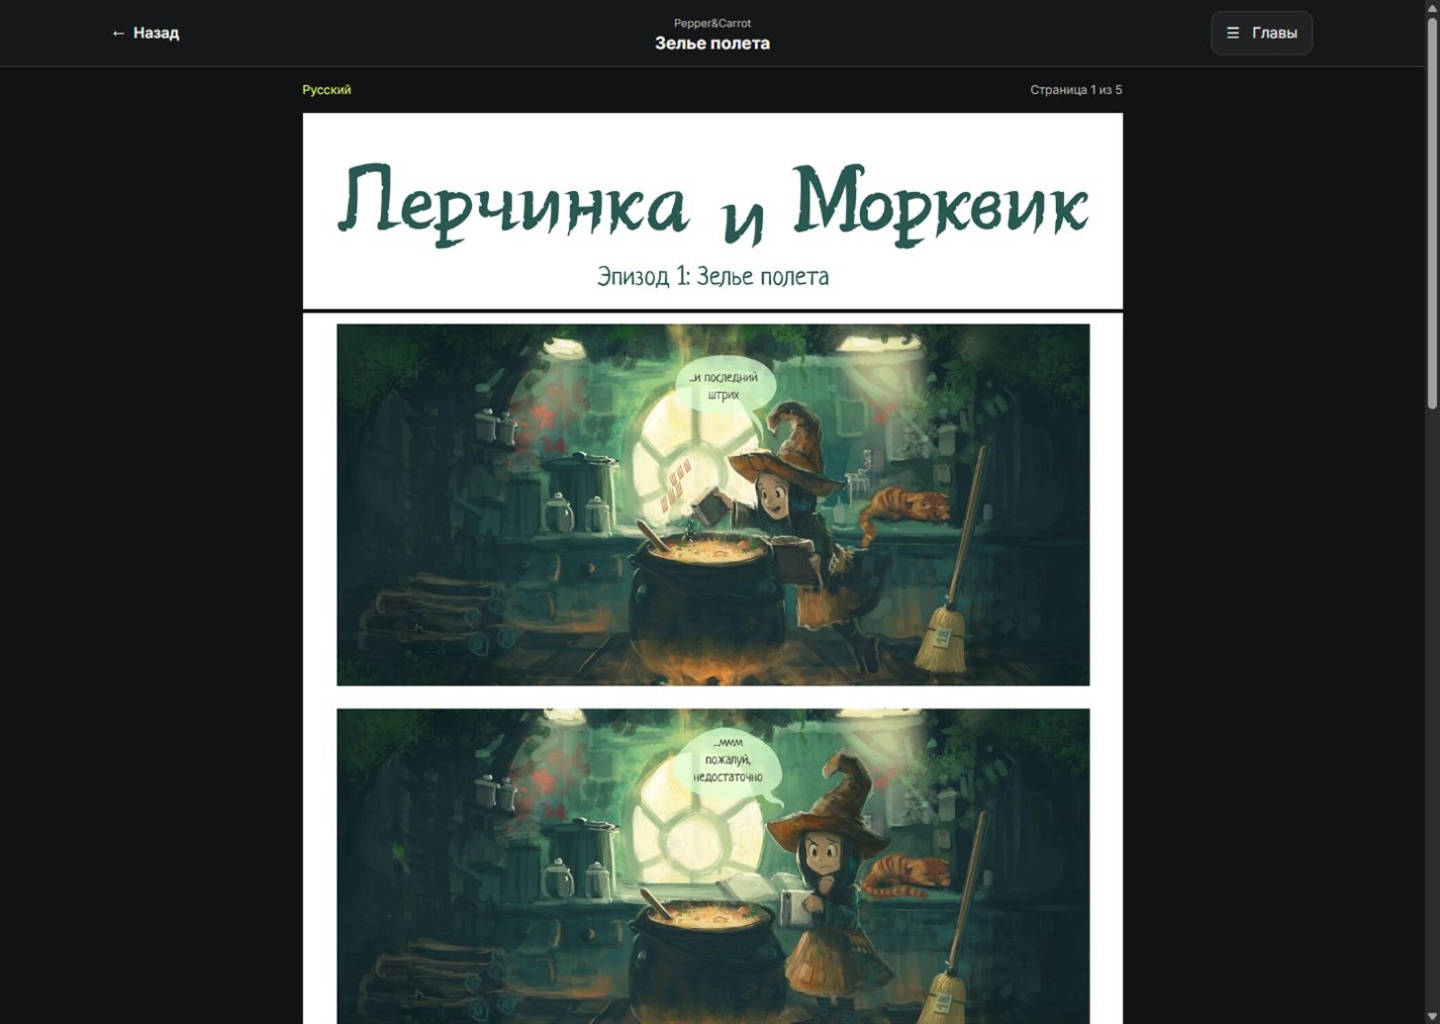 ← Назад
Pepper&Carrot
Зелье полета
☰ Главы
Русский
Страница 1 из 5
Перчинка и Морквик
Эпизод 1: Зелье полета
...и последний
штрих
...ммм
пожалуй,
недостаточно